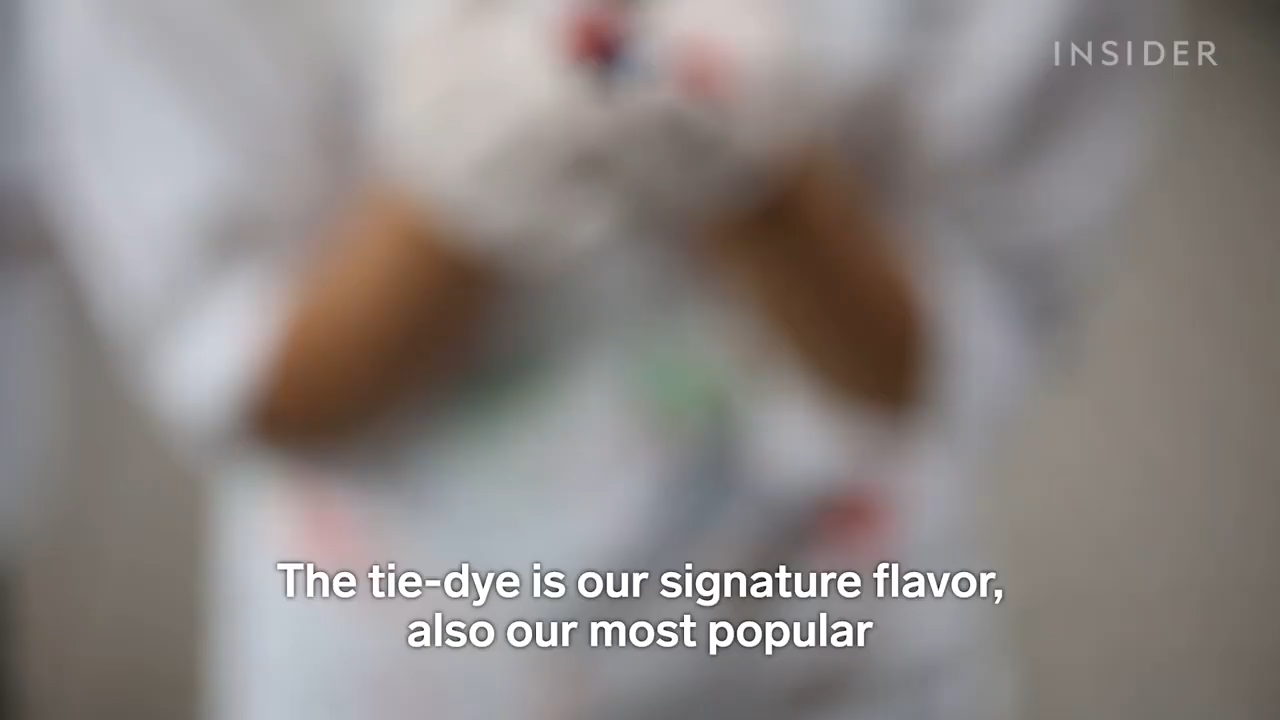 INSIDER
The tie-dye is our signature flavor,
also our most popular